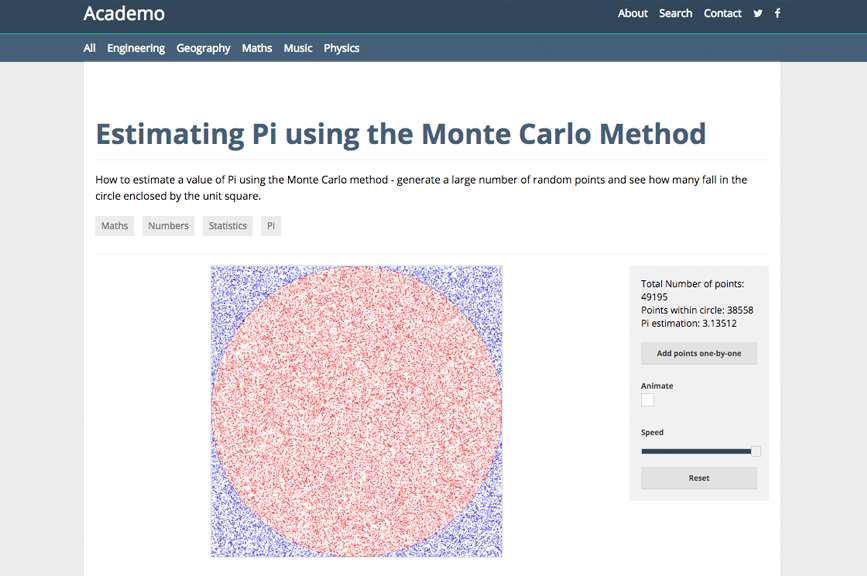 Academo
About Search Contact
All Engineering Geography Maths Music Physics
Estimating Pi using the Monte Carlo Method
How to estimate a value of Pi using the Monte Carlo method - generate a large number of random points and see how many fall in the
circle enclosed by the unit square.
Maths Numbers Statistics Pi
Total Number of points:
49195
Points within circle: 38558
Pi estimation: 3.13512
Add points one-by-one
Animate
Speed
Reset